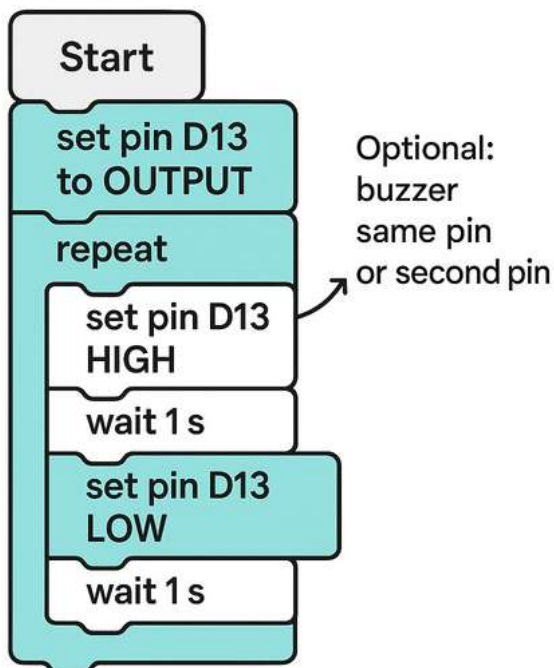 Start
set pin D13
to OUTPUT
repeat
set pin D13
HIGH
wait 1 s
set pin D13
LOW
wait 1 s
Optional:
buzzer
same pin
or second pin